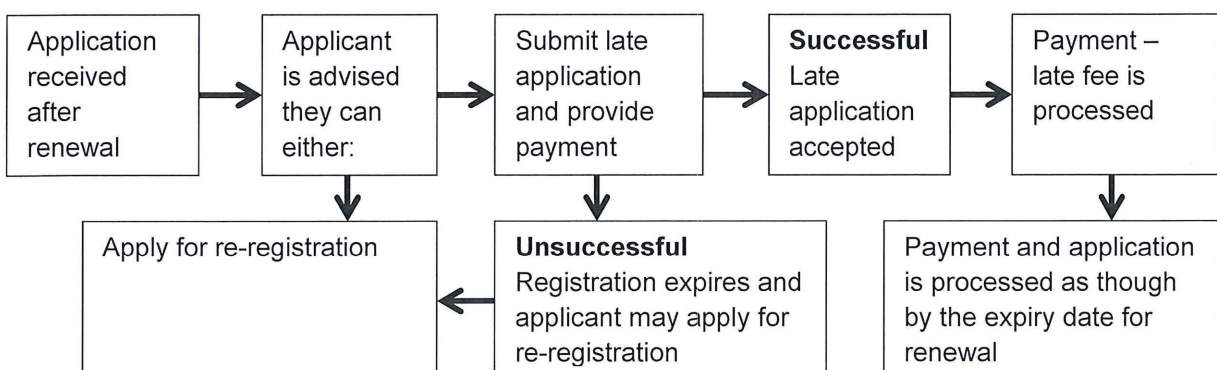 Application
received
after
renewal
Applicant
is advised
they can
either:
Submit late
application
and provide
payment
Successful
Late
application
accepted
Payment –
late fee is
processed
Apply for re-registration
Unsuccessful
Registration expires and
applicant may apply for
re-registration
Payment and application
is processed as though
by the expiry date for
renewal